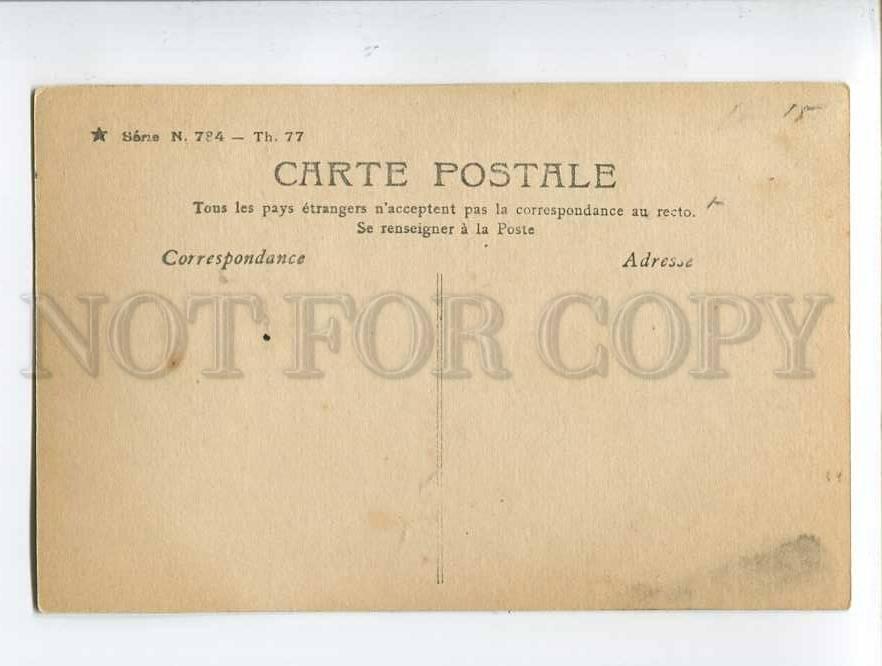 ★ Série N. 784 — Th. 77
CARTE POSTALE
Tous les pays étrangers n'acceptent pas la correspondance au recto.
Se renseigner à la Poste
Correspondance
Adresse
NOT FOR COPY